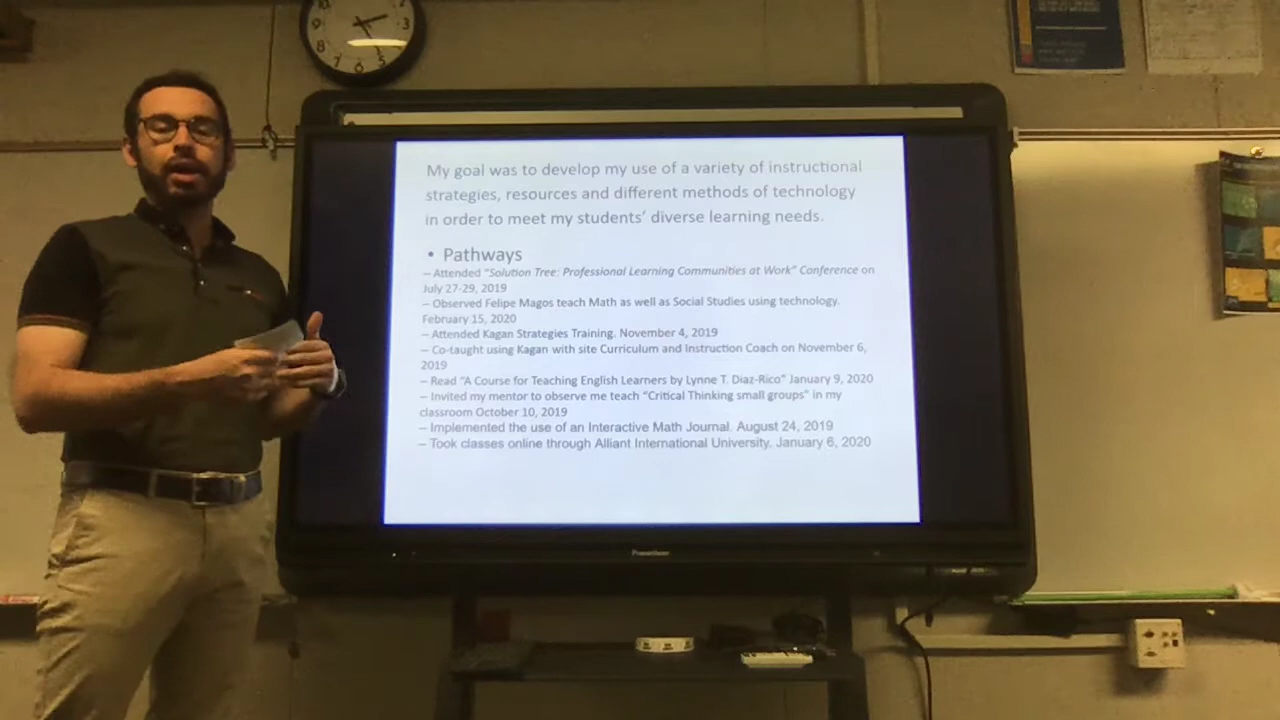 My goal was to develop my use of a variety of instructional
strategies, resources and different methods of technology
in order to meet my students' diverse learning needs.
• Pathways
– Attended "Solution Tree: Professional Learning Communities at Work" Conference on
July 27-29, 2019
– Observed Felipe Magos teach Math as well as Social Studies using technology.
February 15, 2020
– Attended Kagan Strategies Training. November 4, 2019
– Co-taught using Kagan with site Curriculum and Instruction Coach on November 6,
2019
– Read "A Course for Teaching English Learners by Lynne T. Diaz-Rico" January 9, 2020
– Invited my mentor to observe me teach "Critical Thinking small groups" in my
classroom October 10, 2019
– Implemented the use of an Interactive Math Journal. August 24, 2019
– Took classes online through Alliant International University. January 6, 2020
Promethean